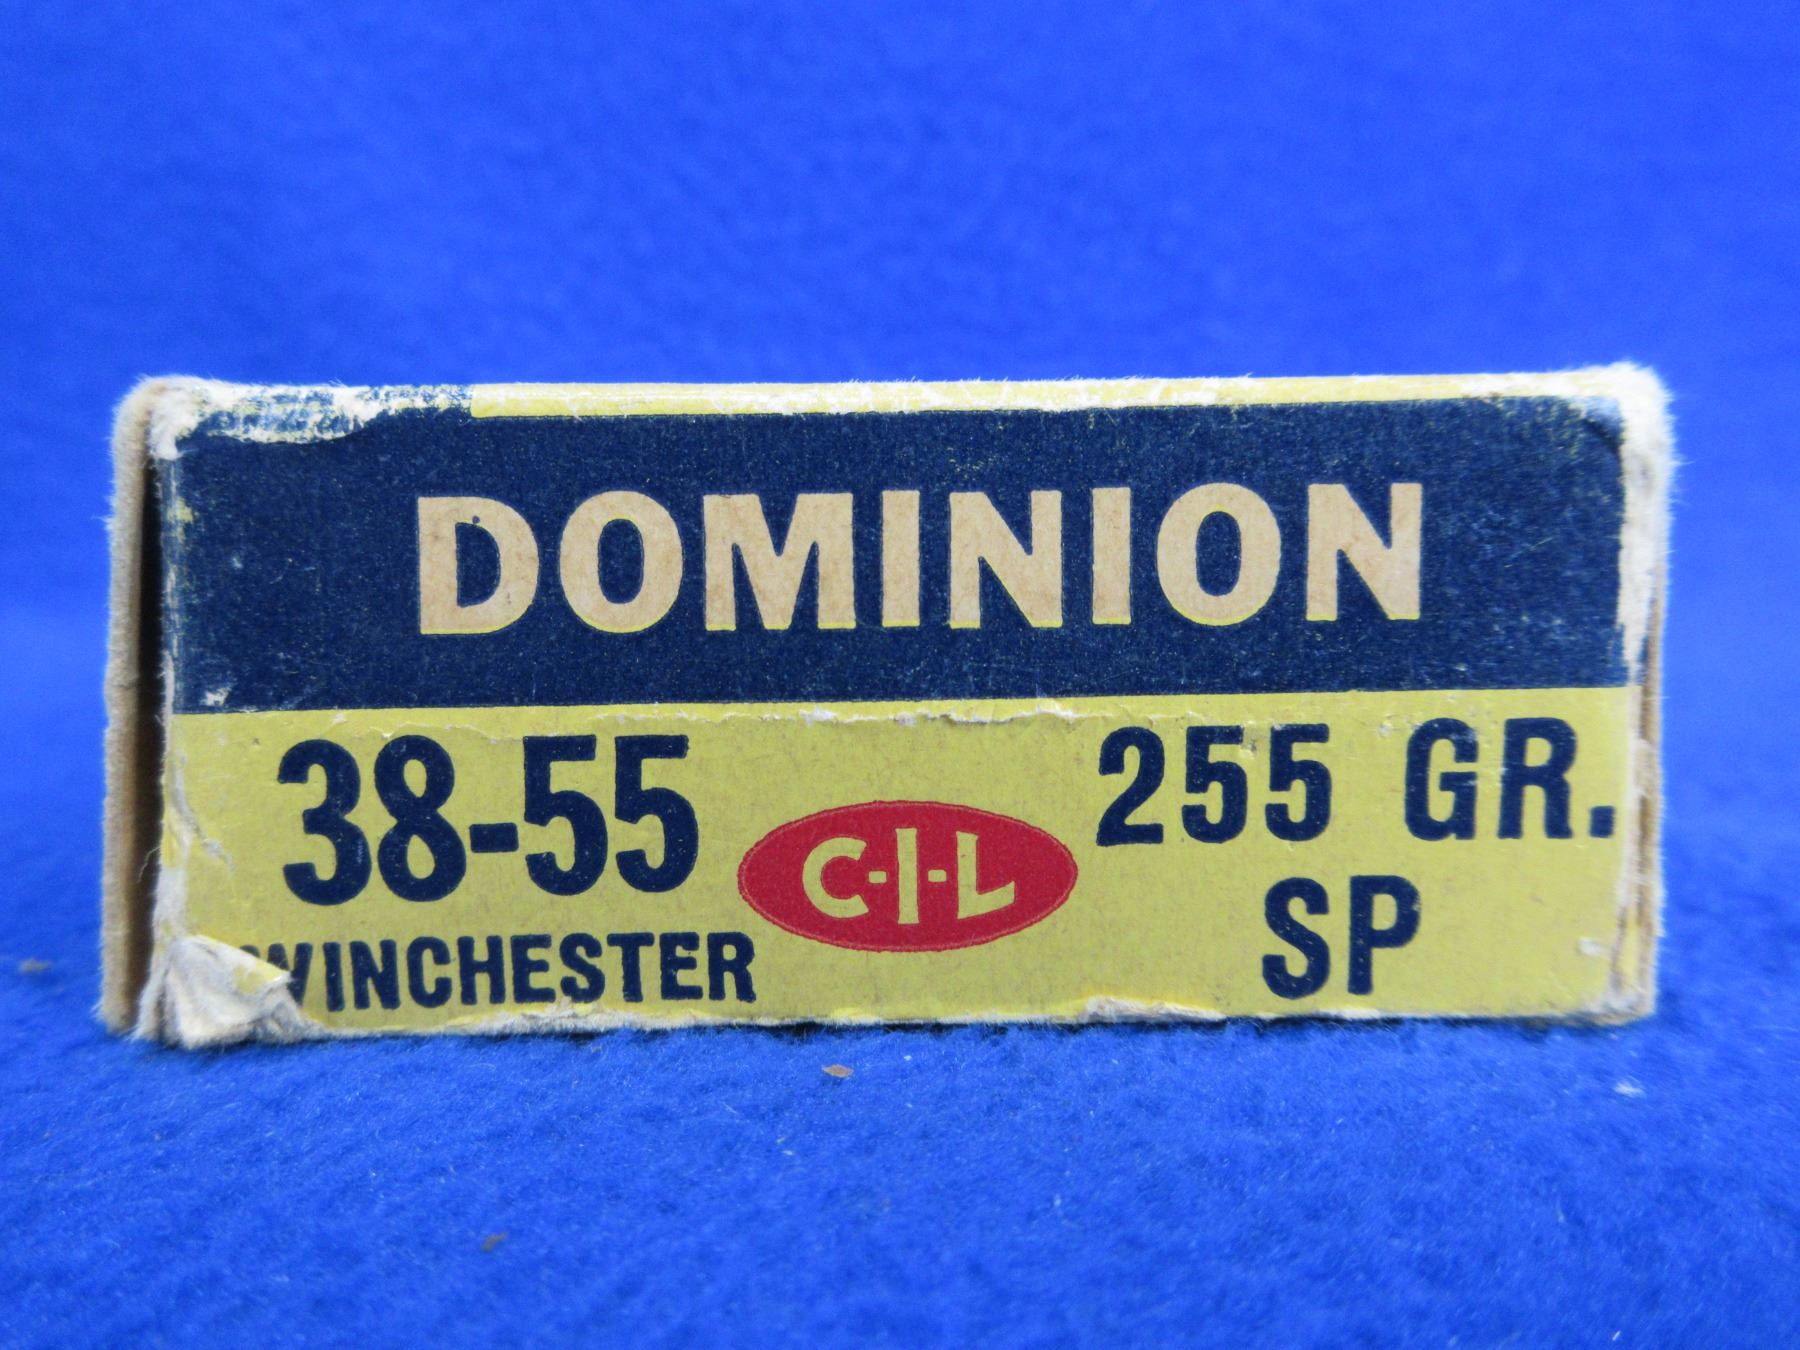 DOMINION
38-55
WINCHESTER
C-I-L
255 GR.
SP